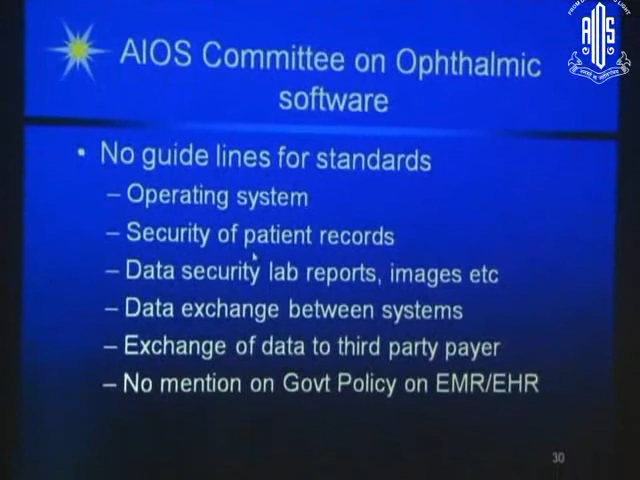 AIOS
AIOS Committee on Ophthalmic
software
• No guide lines for standards
– Operating system
– Security of patient records
– Data security lab reports, images etc
– Data exchange between systems
– Exchange of data to third party payer
– No mention on Govt Policy on EMR/EHR
30